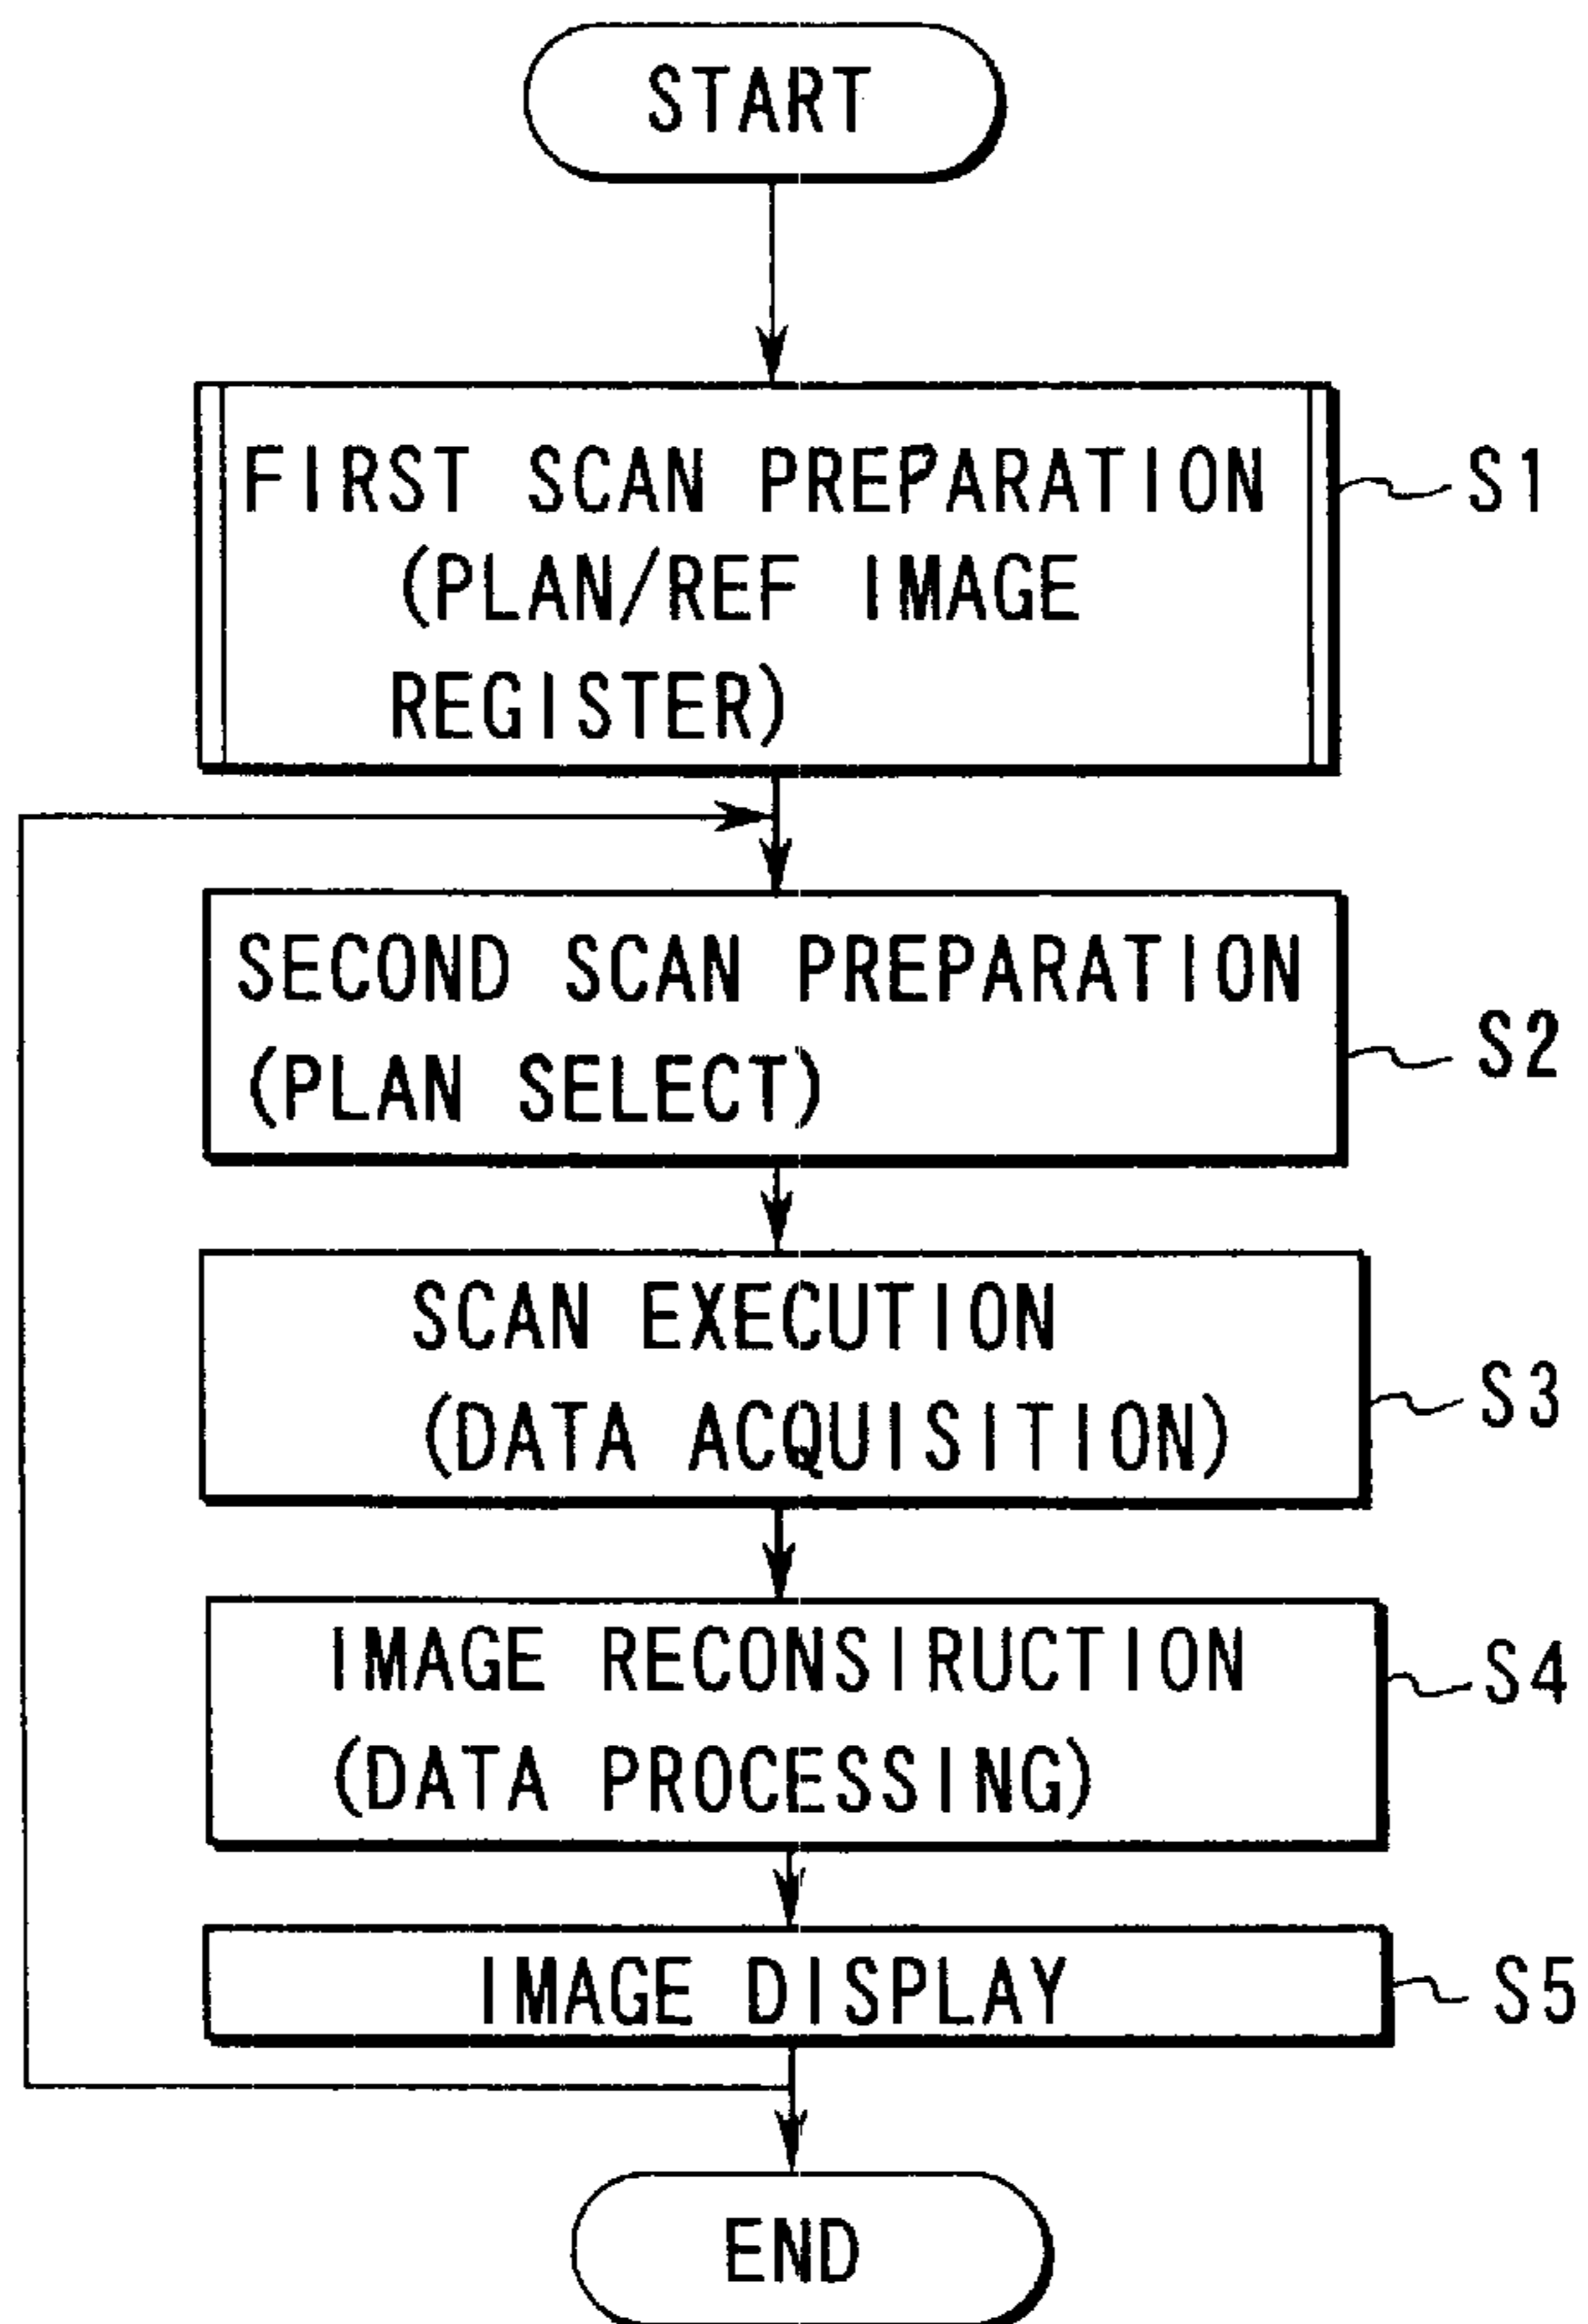 START
FIRST SCAN PREPARATION
(PLAN/REF IMAGE
REGISTER)
S1
SECOND SCAN PREPARATION
(PLAN SELECT)
S2
SCAN EXECUTION
(DATA ACQUISITION)
S3
IMAGE RECONSTRUCTION
(DATA PROCESSING)
S4
IMAGE DISPLAY
S5
END